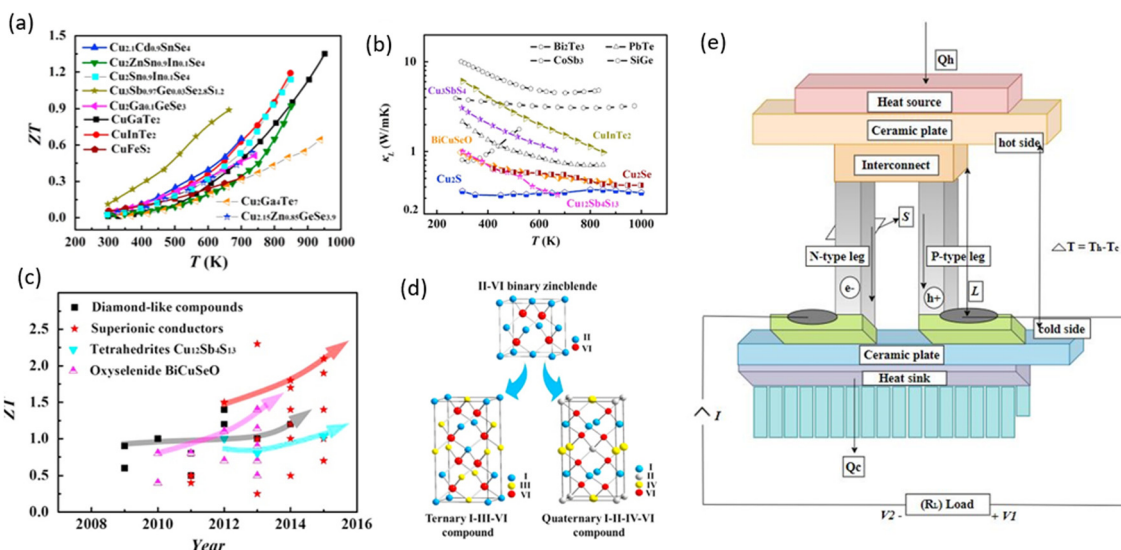 (a)
1.5
1.2
0.9
0.6
0.3
0.0
ZT
Cu2.1Cd0.9SnSe4
Cu2ZnSn0.9In0.1Se4
Cu2Sn0.9In0.1Se4
Cu3Sb0.97Ge0.03Se2.8S1.2
Cu2Ga0.1GeSe3
CuGaTe2
CuInTe2
CuFeS2
Cu2Ga4Te7
Cu2.15Zn0.85GeSe3.9
300 400 500 600 700 800 900 1000
T (K)
(b)
10
1
0.2
κL (W/mK)
Bi2Te3
PbTe
CoSb3
SiGe
Cu3SbS4
CuInTe2
BiCuSeO
Cu2Se
Cu2S
Cu12Sb4S13
200 400 600 800 1000
T (K)
(c)
2.5
2.0
1.5
1.0
0.5
0.0
ZT
Diamond-like compounds
Superionic conductors
Tetrahedrites Cu12Sb4S13
Oxyselenide BiCuSeO
2008 2010 2012 2014 2016
Year
(d)
II-VI binary zincblende
II
VI
I
III
VI
I
II
IV
VI
Ternary I-III-VI
compound
Quaternary I-II-IV-VI
compound
(e)
Qh
Heat source
Ceramic plate
hot side
Interconnect
S
N-type leg
P-type leg
△T = Th-Tc
e-
h+
L
cold side
Ceramic plate
Heat sink
I
Qc
(RL) Load
V2 -
+ V1